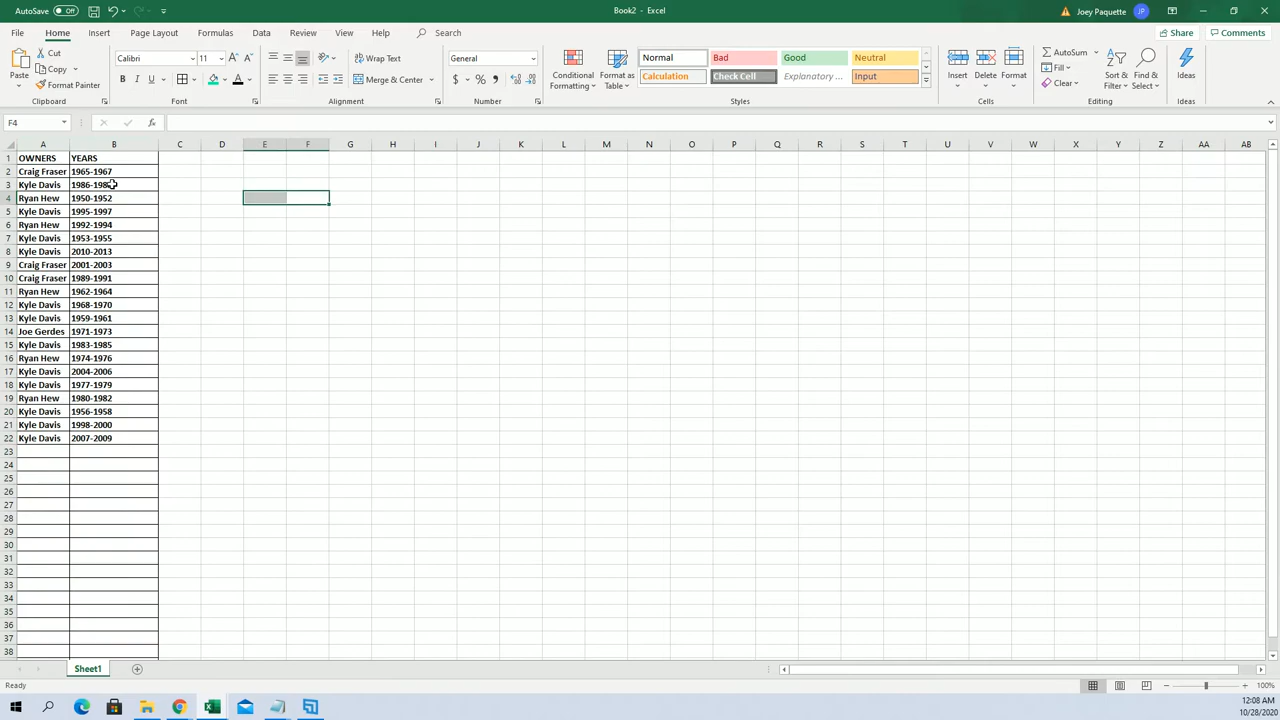 AutoSave Off Book2 - Excel Joey Paquette JP
File Home Insert Page Layout Formulas Data Review View Help Search Share Comments
Cut
Copy
Format Painter
Paste
Clipboard
Calibri 11
B I U
Font
Wrap Text
Merge & Center
Alignment
General
$ % 9
Number
Conditional Formatting
Format as Table
Normal Bad Good Neutral
Calculation Check Cell Explanatory ... Input
Styles
Insert Delete Format
Cells
AutoSum
Fill
Clear
Sort & Filter
Find & Select
Editing
Ideas
Ideas
F4 fx
A B C D E F G H I J K L M N O P Q R S T U V W X Y Z AA AB
1 OWNERS YEARS
2 Craig Fraser 1965-1967
3 Kyle Davis 1986-198
4 Ryan Hew 1950-1952
5 Kyle Davis 1995-1997
6 Ryan Hew 1992-1994
7 Kyle Davis 1953-1955
8 Kyle Davis 2010-2013
9 Craig Fraser 2001-2003
10 Craig Fraser 1989-1991
11 Ryan Hew 1962-1964
12 Kyle Davis 1968-1970
13 Kyle Davis 1959-1961
14 Joe Gerdes 1971-1973
15 Kyle Davis 1983-1985
16 Ryan Hew 1974-1976
17 Kyle Davis 2004-2006
18 Kyle Davis 1977-1979
19 Ryan Hew 1980-1982
20 Kyle Davis 1956-1958
21 Kyle Davis 1998-2000
22 Kyle Davis 2007-2009
23
24
25
26
27
28
29
30
31
32
33
34
35
36
37
38
Sheet1
Ready 100%
12:08 AM
10/28/2020